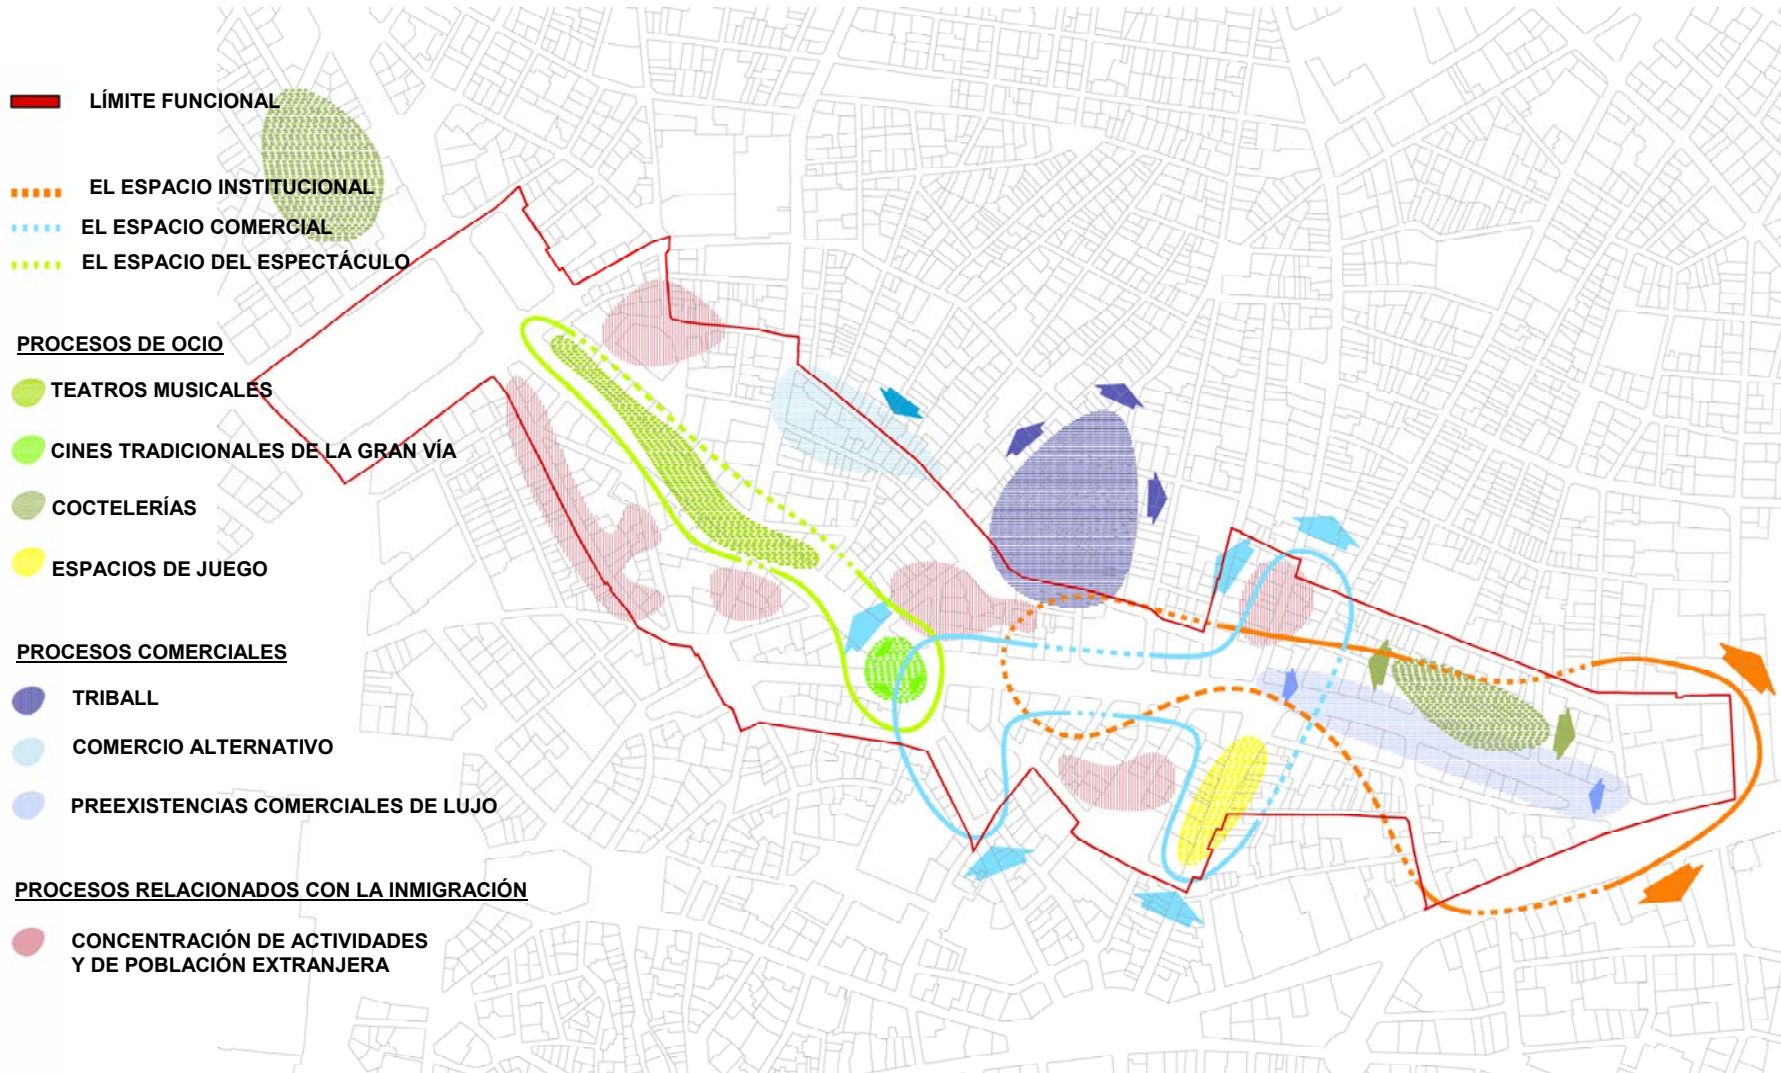 LÍMITE FUNCIONAL
EL ESPACIO INSTITUCIONAL
EL ESPACIO COMERCIAL
EL ESPACIO DEL ESPECTÁCULO
PROCESOS DE OCIO
TEATROS MUSICALES
CINES TRADICIONALES DE LA GRAN VÍA
COCTELERÍAS
ESPACIOS DE JUEGO
PROCESOS COMERCIALES
TRIBALL
COMERCIO ALTERNATIVO
PREEXISTENCIAS COMERCIALES DE LUJO
PROCESOS RELACIONADOS CON LA INMIGRACIÓN
CONCENTRACIÓN DE ACTIVIDADES
Y DE POBLACIÓN EXTRANJERA